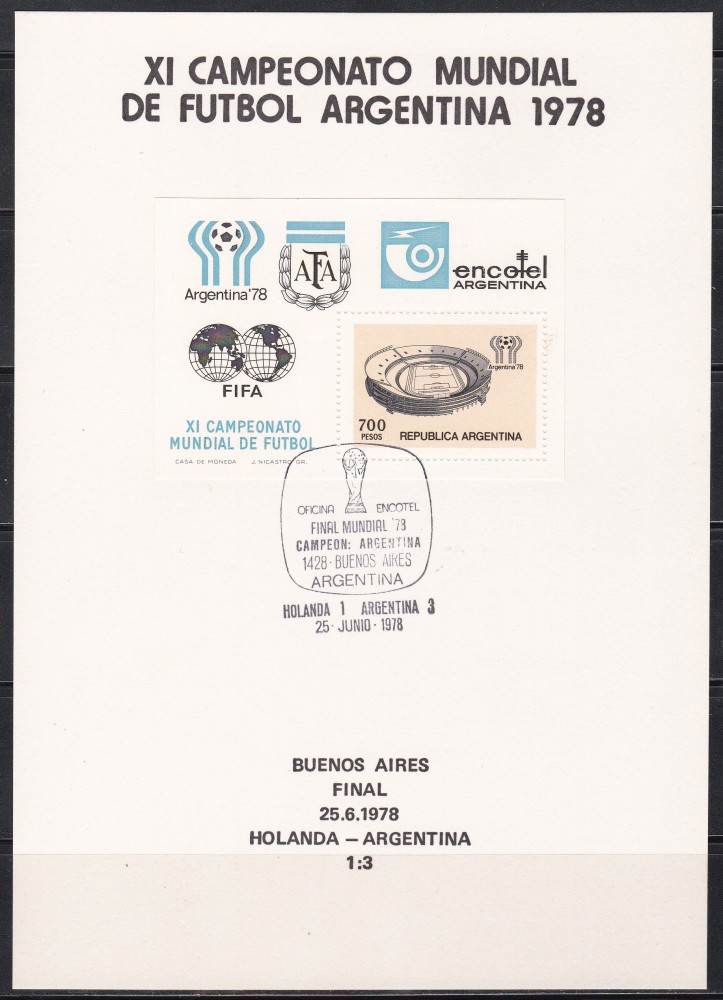 XI CAMPEONATO MUNDIAL
DE FUTBOL ARGENTINA 1978
Argentina'78
AFA
encotel
ARGENTINA
FIFA
XI CAMPEONATO
MUNDIAL DE FUTBOL
CASA DE MONEDA J. NICASTRO GR.
Argentina'78
700
PESOS
REPUBLICA ARGENTINA
OFICINA ENCOTEL
FINAL MUNDIAL '78
CAMPEON: ARGENTINA
1428 - BUENOS AIRES
ARGENTINA
HOLANDA 1 ARGENTINA 3
25 · JUNIO · 1978
BUENOS AIRES
FINAL
25.6.1978
HOLANDA – ARGENTINA
1:3